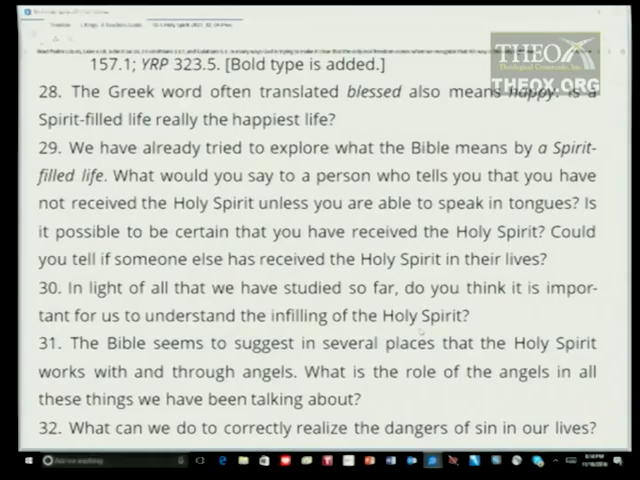 157.1; YRP 323.5. [Bold type is added.]
THEOX
THEOX.ORG
28. The Greek word often translated blessed also means happy. Is a
Spirit-filled life really the happiest life?
29. We have already tried to explore what the Bible means by a Spirit-
filled life. What would you say to a person who tells you that you have
not received the Holy Spirit unless you are able to speak in tongues? Is
it possible to be certain that you have received the Holy Spirit? Could
you tell if someone else has received the Holy Spirit in their lives?
30. In light of all that we have studied so far, do you think it is impor-
tant for us to understand the infilling of the Holy Spirit?
31. The Bible seems to suggest in several places that the Holy Spirit
works with and through angels. What is the role of the angels in all
these things we have been talking about?
32. What can we do to correctly realize the dangers of sin in our lives?